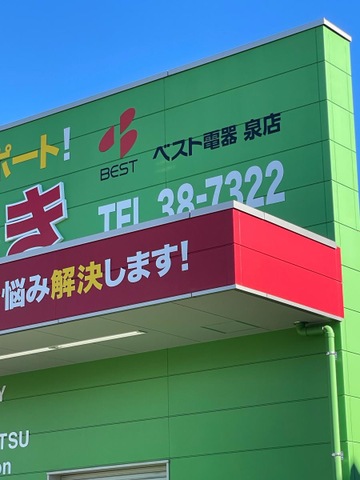 ポート!
BEST
ベスト電器 泉店
き
TEL 38-7322
悩み解決します!
Y
TSU
on